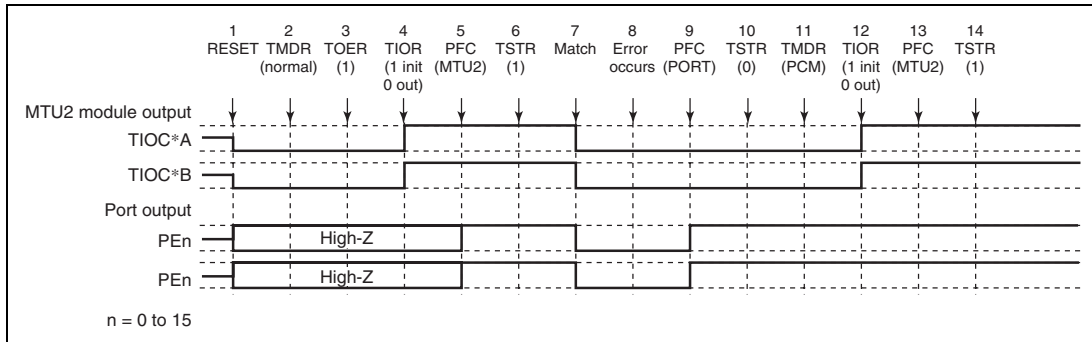 1 2 3 4 5 6 7 8 9 10 11 12 13 14
RESET TMDR TOER TIOR PFC TSTR Match Error PFC TSTR TMDR TIOR PFC TSTR
(normal) (1) (1 init (MTU2) (1) occurs (PORT) (0) (PCM) (1 init (MTU2) (1)
0 out) 0 out)
MTU2 module output
TIOC*A
TIOC*B
Port output
PEn High-Z
PEn High-Z
n = 0 to 15